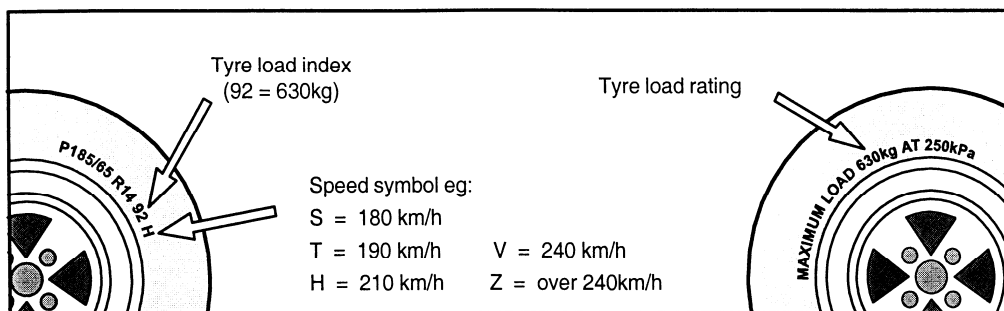 Tyre load index
(92 = 630kg)
Tyre load rating
P185/65 R14 92 H
MAXIMUM LOAD 630kg AT 250kPa
Speed symbol eg:
S = 180 km/h
T = 190 km/h V = 240 km/h
H = 210 km/h Z = over 240km/h